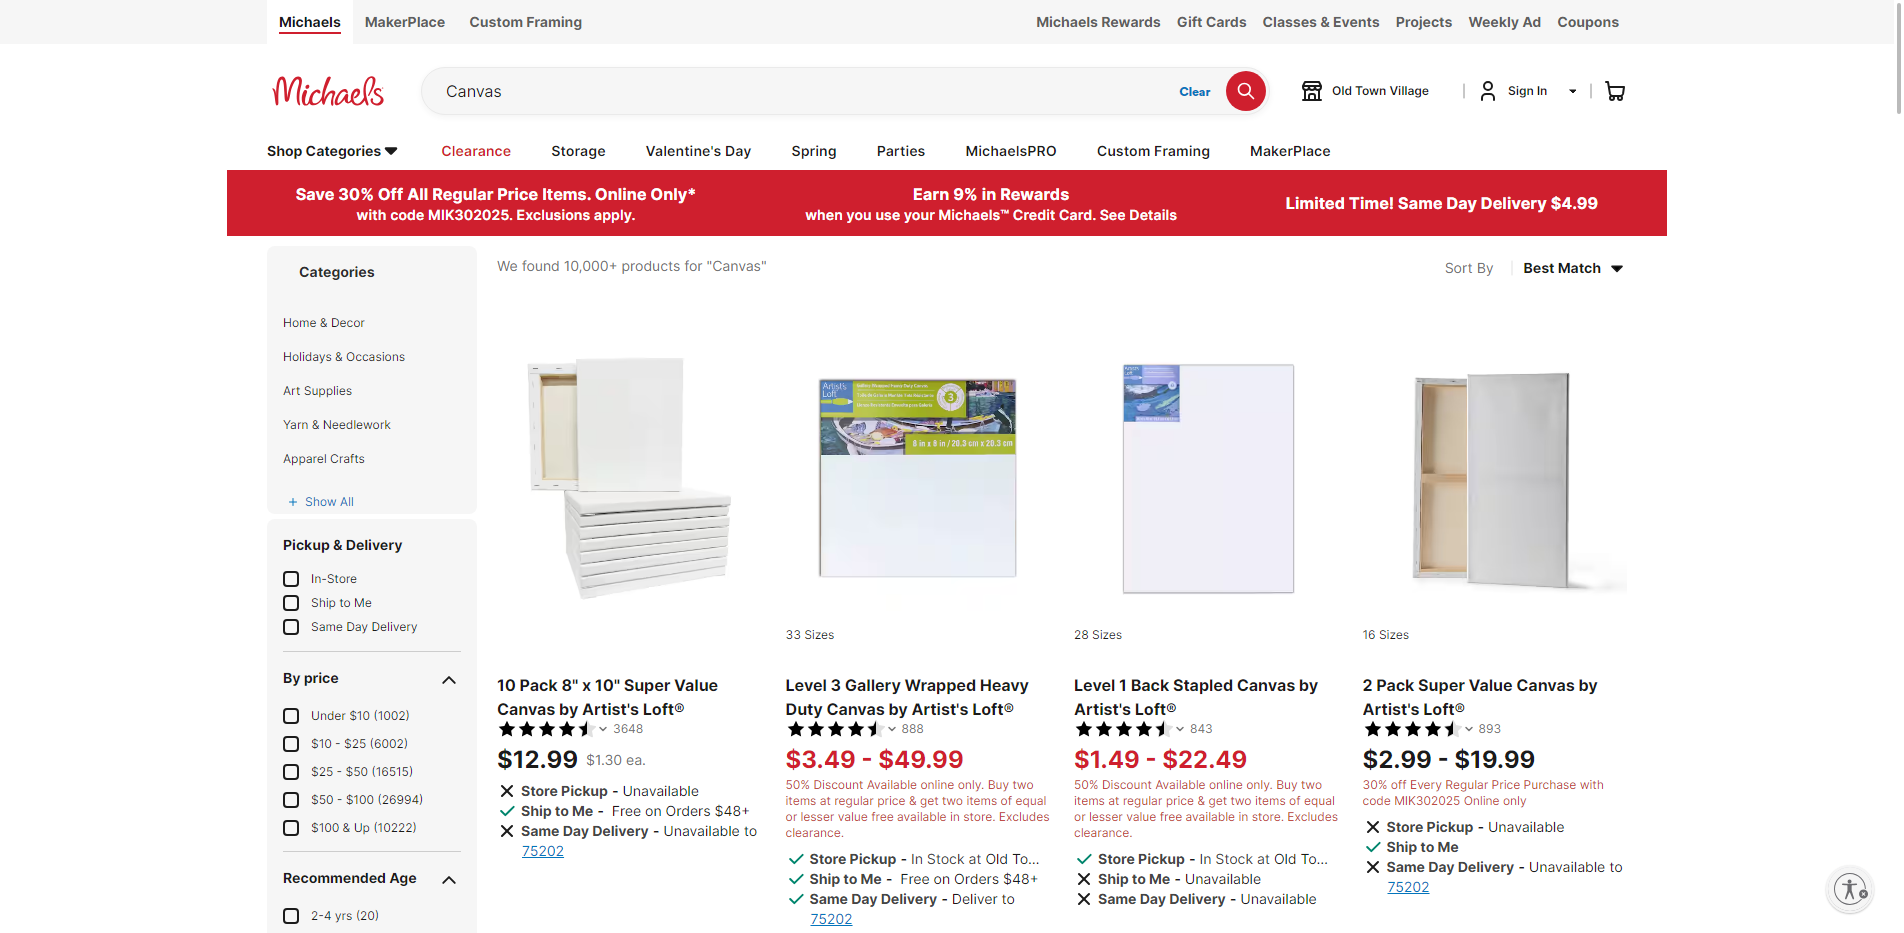 Michaels
MakerPlace
Custom Framing
Michaels Rewards
Gift Cards
Classes & Events
Projects
Weekly Ad
Coupons
Michaels
Canvas
Clear
Old Town Village
Sign In
Shop Categories
Clearance
Storage
Valentine's Day
Spring
Parties
MichaelsPRO
Custom Framing
MakerPlace
Save 30% Off All Regular Price Items. Online Only*
with code MIK302025. Exclusions apply.
Earn 9% in Rewards
when you use your Michaels™ Credit Card. See Details
Limited Time! Same Day Delivery $4.99
Categories
Home & Decor
Holidays & Occasions
Art Supplies
Yarn & Needlework
Apparel Crafts
+ Show All
Pickup & Delivery
In-Store
Ship to Me
Same Day Delivery
By price
Under $10 (1002)
$10 - $25 (6002)
$25 - $50 (16515)
$50 - $100 (26994)
$100 & Up (10222)
Recommended Age
2-4 yrs (20)
We found 10,000+ products for "Canvas"
Sort By
Best Match
10 Pack 8" x 10" Super Value
Canvas by Artist's Loft®
3648
$12.99 $1.30 ea.
Store Pickup - Unavailable
Ship to Me - Free on Orders $48+
Same Day Delivery - Unavailable to
75202
Artist's
Loft
3
8 in x 8 in / 20.3 cm x 20.3 cm
33 Sizes
Level 3 Gallery Wrapped Heavy
Duty Canvas by Artist's Loft®
888
$3.49 - $49.99
50% Discount Available online only. Buy two
items at regular price & get two items of equal
or lesser value free available in store. Excludes
clearance.
Store Pickup - In Stock at Old To...
Ship to Me - Free on Orders $48+
Same Day Delivery - Deliver to
75202
Artist's
Loft
28 Sizes
Level 1 Back Stapled Canvas by
Artist's Loft®
843
$1.49 - $22.49
50% Discount Available online only. Buy two
items at regular price & get two items of equal
or lesser value free available in store. Excludes
clearance.
Store Pickup - In Stock at Old To...
Ship to Me - Unavailable
Same Day Delivery - Unavailable
16 Sizes
2 Pack Super Value Canvas by
Artist's Loft®
893
$2.99 - $19.99
30% off Every Regular Price Purchase with
code MIK302025 Online only
Store Pickup - Unavailable
Ship to Me
Same Day Delivery - Unavailable to
75202